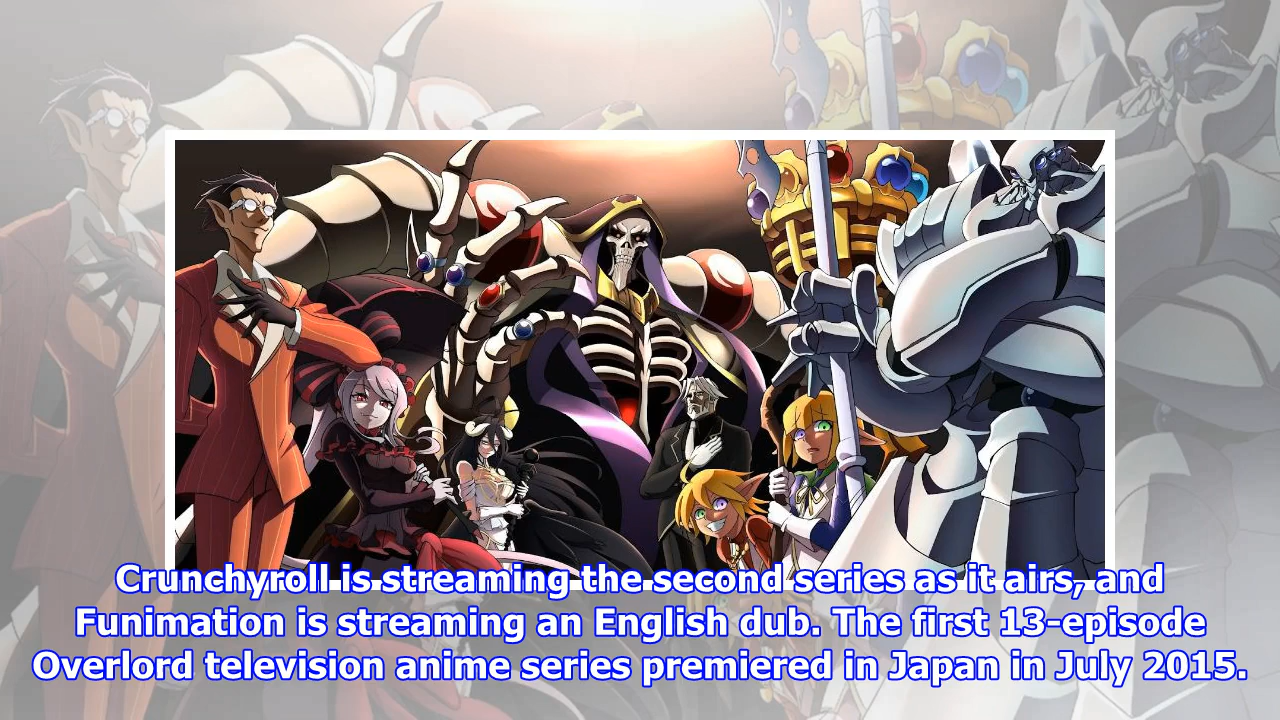 Crunchyroll is streaming the second series as it airs, and
Funimation is streaming an English dub. The first 13-episode
Overlord television anime series premiered in Japan in July 2015.